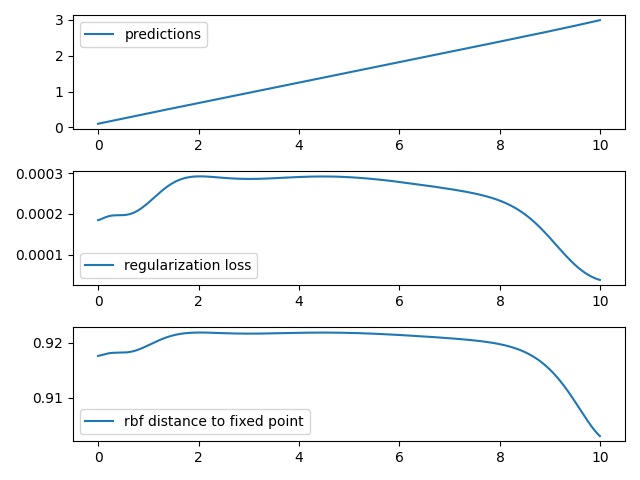 3
2
1
0
predictions
0 2 4 6 8 10
0.0003
0.0002
0.0001
regularization loss
0 2 4 6 8 10
0.92
0.91
rbf distance to fixed point
0 2 4 6 8 10